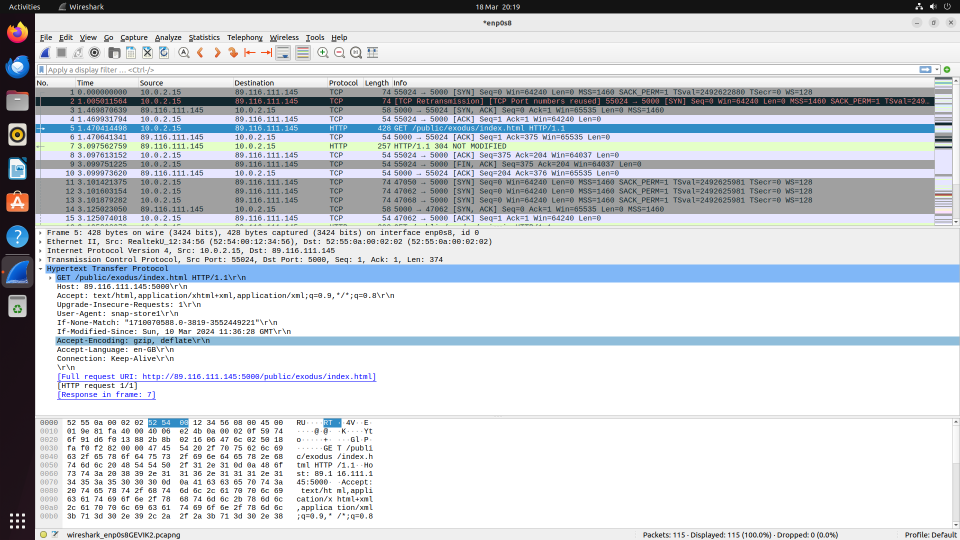 Activities Wireshark 18 Mar 20:19
*enp0s8
File Edit View Go Capture Analyze Statistics Telephony Wireless Tools Help
Apply a display filter ... <Ctrl-/>
No. Time Source Destination Protocol Length Info
1 0.000000000 10.0.2.15 89.116.111.145 TCP 74 55024 → 5000 [SYN] Seq=0 Win=64240 Len=0 MSS=1460 SACK_PERM=1 TSval=2492622880 TSecr=0 WS=128
2 1.005011564 10.0.2.15 89.116.111.145 TCP 74 [TCP Retransmission] [TCP Port numbers reused] 55024 → 5000 [SYN] Seq=0 Win=64240 Len=0 MSS=1460 SACK_PERM=1 TSval=249…
3 1.469870639 89.116.111.145 10.0.2.15 TCP 58 5000 → 55024 [SYN, ACK] Seq=0 Ack=1 Win=65535 Len=0 MSS=1460
4 1.469931794 10.0.2.15 89.116.111.145 TCP 54 55024 → 5000 [ACK] Seq=1 Ack=1 Win=64240 Len=0
5 1.470414498 10.0.2.15 89.116.111.145 HTTP 428 GET /public/exodus/index.html HTTP/1.1
6 1.470641341 89.116.111.145 10.0.2.15 TCP 54 5000 → 55024 [ACK] Seq=1 Ack=375 Win=65535 Len=0
7 3.097562759 89.116.111.145 10.0.2.15 HTTP 257 HTTP/1.1 304 NOT MODIFIED
8 3.097613152 10.0.2.15 89.116.111.145 TCP 54 55024 → 5000 [ACK] Seq=375 Ack=204 Win=64037 Len=0
9 3.099751225 10.0.2.15 89.116.111.145 TCP 54 55024 → 5000 [FIN, ACK] Seq=375 Ack=204 Win=64037 Len=0
10 3.099973620 89.116.111.145 10.0.2.15 TCP 54 5000 → 55024 [ACK] Seq=204 Ack=376 Win=65535 Len=0
11 3.101421375 10.0.2.15 89.116.111.145 TCP 74 47050 → 5000 [SYN] Seq=0 Win=64240 Len=0 MSS=1460 SACK_PERM=1 TSval=2492625981 TSecr=0 WS=128
12 3.101603154 10.0.2.15 89.116.111.145 TCP 74 47062 → 5000 [SYN] Seq=0 Win=64240 Len=0 MSS=1460 SACK_PERM=1 TSval=2492625981 TSecr=0 WS=128
13 3.101879282 10.0.2.15 89.116.111.145 TCP 74 47068 → 5000 [SYN] Seq=0 Win=64240 Len=0 MSS=1460 SACK_PERM=1 TSval=2492625981 TSecr=0 WS=128
14 3.125023050 89.116.111.145 10.0.2.15 TCP 58 5000 → 47062 [SYN, ACK] Seq=0 Ack=1 Win=65535 Len=0 MSS=1460
15 3.125074018 10.0.2.15 89.116.111.145 TCP 54 47062 → 5000 [ACK] Seq=1 Ack=1 Win=64240 Len=0
Frame 5: 428 bytes on wire (3424 bits), 428 bytes captured (3424 bits) on interface enp0s8, id 0
Ethernet II, Src: RealtekU_12:34:56 (52:54:00:12:34:56), Dst: 52:55:0a:00:02:02 (52:55:0a:00:02:02)
Internet Protocol Version 4, Src: 10.0.2.15, Dst: 89.116.111.145
Transmission Control Protocol, Src Port: 55024, Dst Port: 5000, Seq: 1, Ack: 1, Len: 374
Hypertext Transfer Protocol
GET /public/exodus/index.html HTTP/1.1\r\n
Host: 89.116.111.145:5000\r\n
Accept: text/html,application/xhtml+xml,application/xml;q=0.9,*/*;q=0.8\r\n
Upgrade-Insecure-Requests: 1\r\n
User-Agent: snap-store1\r\n
If-None-Match: "1710070588.0-3819-3552449221"\r\n
If-Modified-Since: Sun, 10 Mar 2024 11:36:28 GMT\r\n
Accept-Encoding: gzip, deflate\r\n
Accept-Language: en-GB\r\n
Connection: Keep-Alive\r\n
\r\n
[Full request URI: http://89.116.111.145:5000/public/exodus/index.html]
[HTTP request 1/1]
[Response in frame: 7]
0000 52 55 0a 00 02 02 52 54 00 12 34 56 08 00 45 00 RU····RT ··4V··E·
0010 01 9e 81 fa 40 00 40 06 e2 4b 0a 00 02 0f 59 74 ····@·@· ·K····Yt
0020 6f 91 d6 f0 13 88 2b 8b 02 16 06 47 6c 02 50 18 o·····+· ···Gl·P·
0030 fa f0 f2 82 00 00 47 45 54 20 2f 70 75 62 6c 69 ······GE T /publi
0040 63 2f 65 78 6f 64 75 73 2f 69 6e 64 65 78 2e 68 c/exodus /index.h
0050 74 6d 6c 20 48 54 54 50 2f 31 2e 31 0d 0a 48 6f tml HTTP /1.1··Ho
0060 73 74 3a 20 38 39 2e 31 31 36 2e 31 31 31 2e 31 st: 89.1 16.111.1
0070 34 35 3a 35 30 30 30 0d 0a 41 63 63 65 70 74 3a 45:5000· ·Accept:
0080 20 74 65 78 74 2f 68 74 6d 6c 2c 61 70 70 6c 69 text/ht ml,appli
0090 63 61 74 69 6f 6e 2f 78 68 74 6d 6c 2b 78 6d 6c cation/x html+xml
00a0 2c 61 70 70 6c 69 63 61 74 69 6f 6e 2f 78 6d 6c ,applica tion/xml
00b0 3b 71 3d 30 2e 39 2c 2a 2f 2a 3b 71 3d 30 2e 38 ;q=0.9,* /*;q=0.8
wireshark_enp0s8GEVIK2.pcapng Packets: 115 · Displayed: 115 (100.0%) · Dropped: 0 (0.0%) Profile: Default